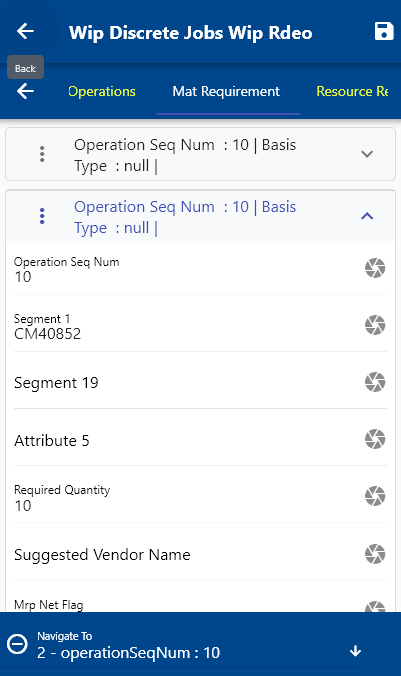 Wip Discrete Jobs Wip Rdeo
Back
Operations
Mat Requirement
Resource Re
Operation Seq Num : 10 | Basis
Type : null |
Operation Seq Num : 10 | Basis
Type : null |
Operation Seq Num
10
Segment 1
CM40852
Segment 19
Attribute 5
Required Quantity
10
Suggested Vendor Name
Mrp Net Flag
Navigate To
2 - operationSeqNum : 10